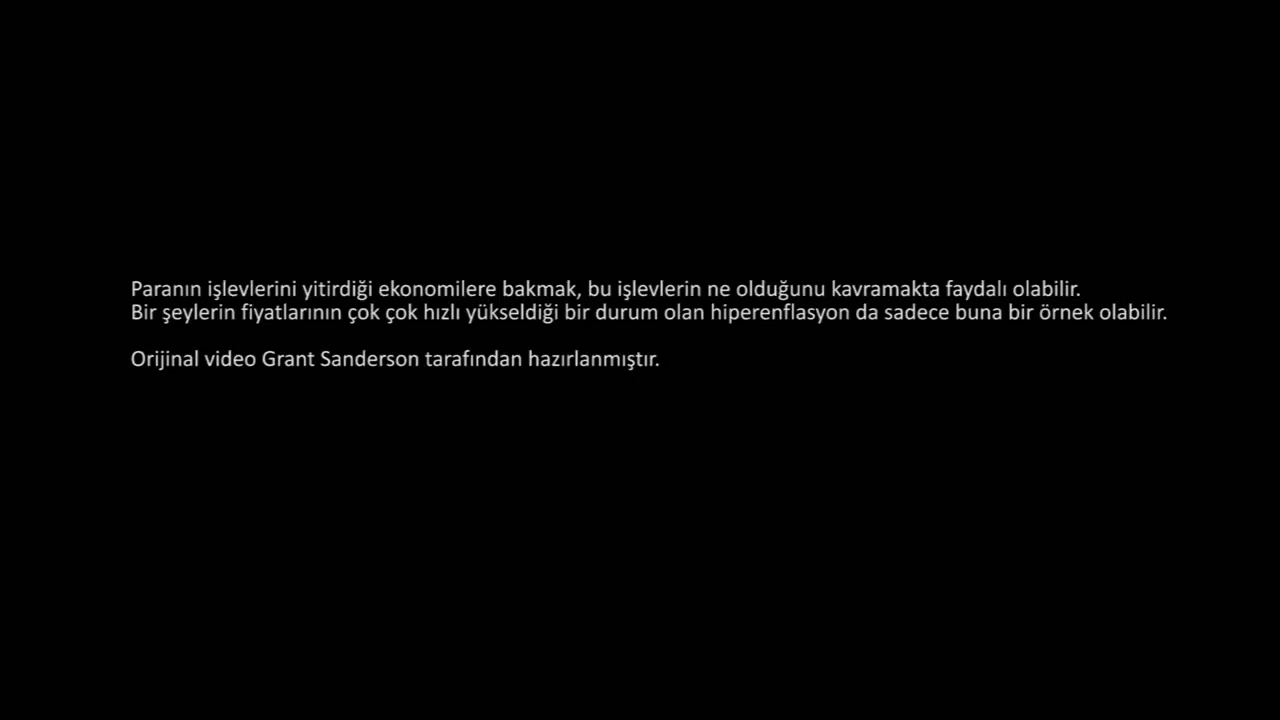 Paranın işlevlerini yitirdiği ekonomilere bakmak, bu işlevlerin ne olduğunu kavramakta faydalı olabilir.
Bir şeylerin fiyatlarının çok çok hızlı yükseldiği bir durum olan hiperenflasyon da sadece buna bir örnek olabilir.
Orijinal video Grant Sanderson tarafından hazırlanmıştır.